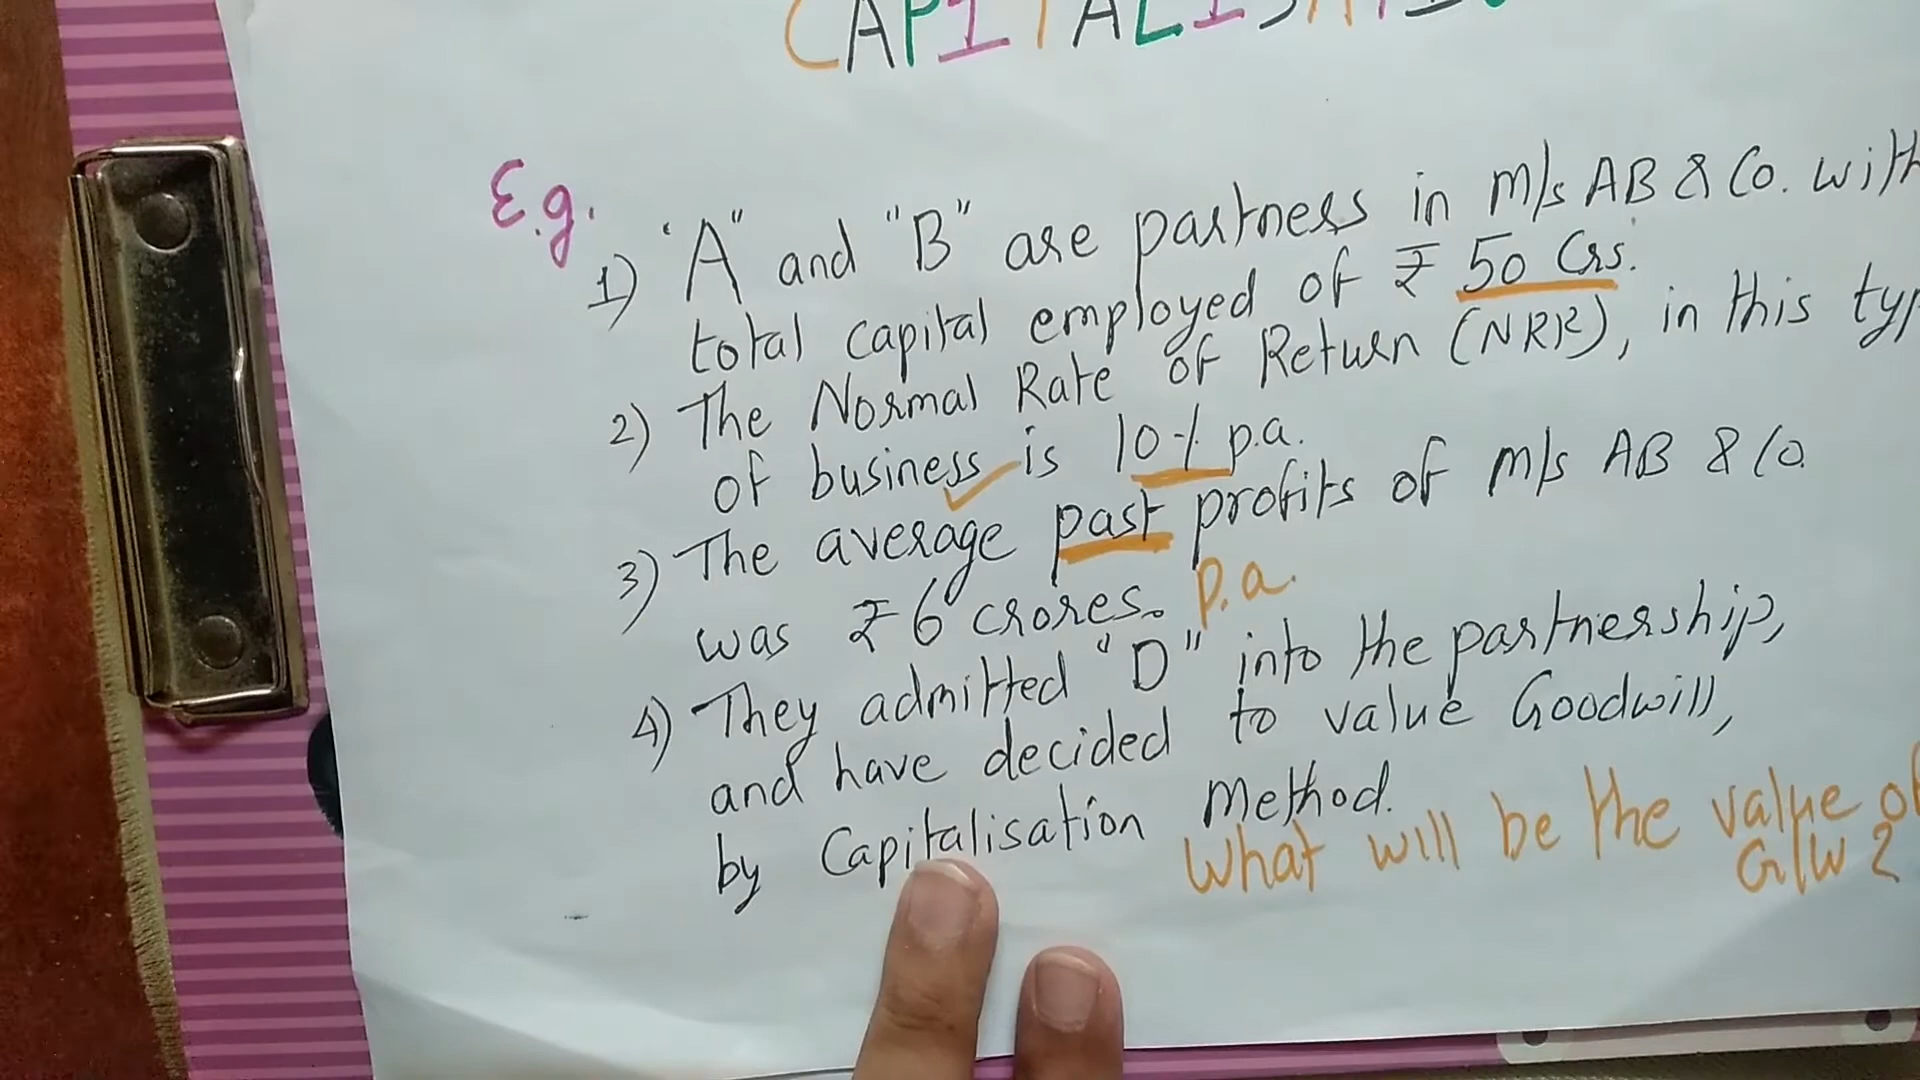 E.g.
1) "A" and "B" are partners in M/s AB & Co. with
total capital employed of ₹ 50 Crs.
2) The Normal Rate of Return (NRR), in this
of business is 10% p.a.
3) The average past profits of M/s AB & Co.
was ₹6 crores. p.a.
4) They admitted "D" into the partnership,
and have decided to value Goodwill,
by Capitalisation Method.
What will be the value of
G/W ?